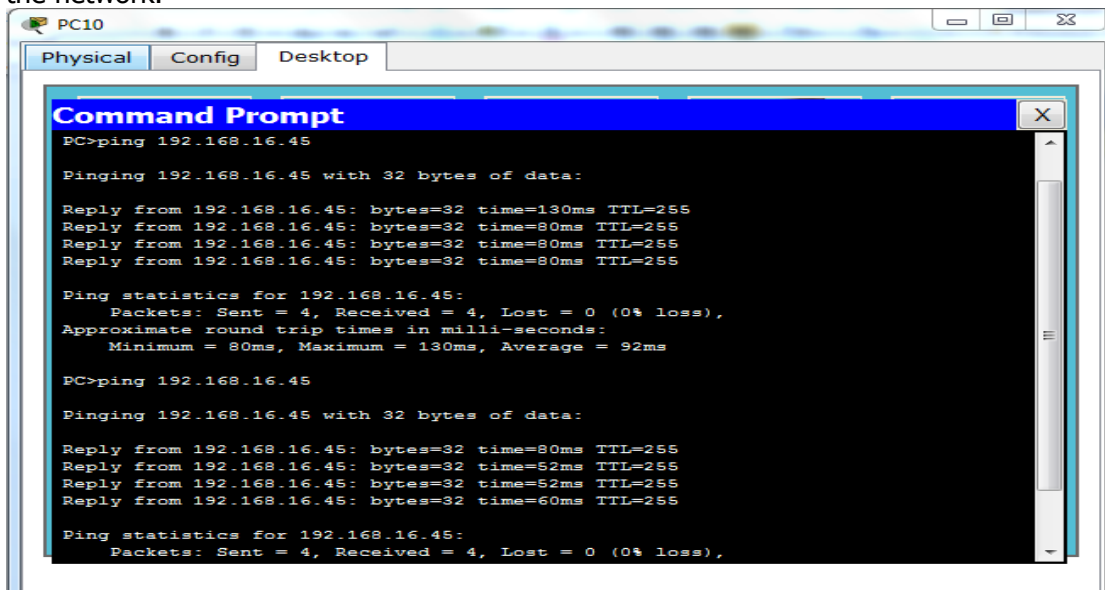 the network.
PC10
Physical Config Desktop
Command Prompt X
PC>ping 192.168.16.45
Pinging 192.168.16.45 with 32 bytes of data:
Reply from 192.168.16.45: bytes=32 time=130ms TTL=255
Reply from 192.168.16.45: bytes=32 time=80ms TTL=255
Reply from 192.168.16.45: bytes=32 time=80ms TTL=255
Reply from 192.168.16.45: bytes=32 time=80ms TTL=255
Ping statistics for 192.168.16.45:
Packets: Sent = 4, Received = 4, Lost = 0 (0% loss),
Approximate round trip times in milli-seconds:
Minimum = 80ms, Maximum = 130ms, Average = 92ms
PC>ping 192.168.16.45
Pinging 192.168.16.45 with 32 bytes of data:
Reply from 192.168.16.45: bytes=32 time=80ms TTL=255
Reply from 192.168.16.45: bytes=32 time=52ms TTL=255
Reply from 192.168.16.45: bytes=32 time=52ms TTL=255
Reply from 192.168.16.45: bytes=32 time=60ms TTL=255
Ping statistics for 192.168.16.45:
Packets: Sent = 4, Received = 4, Lost = 0 (0% loss),